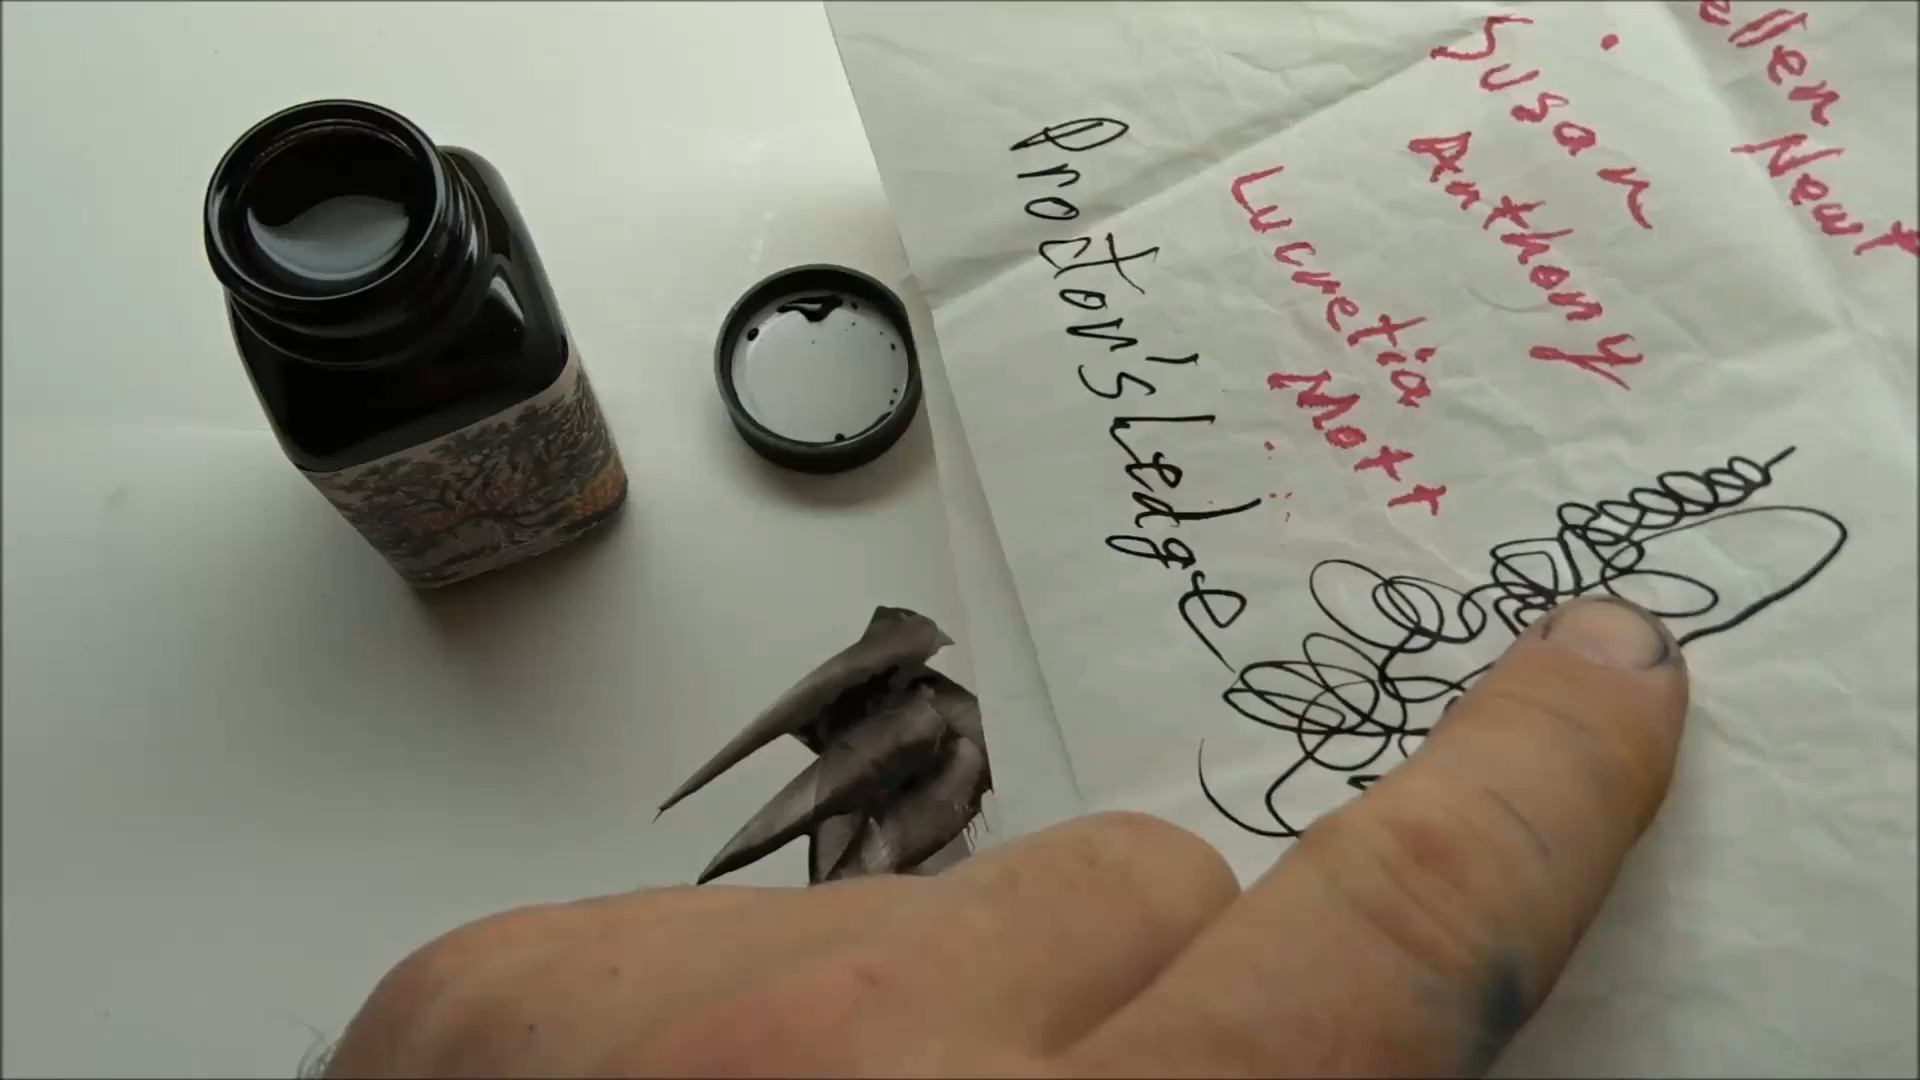 ellen
Newt
Susan
Anthony
Lucretia
Mott
Proctor's ledge